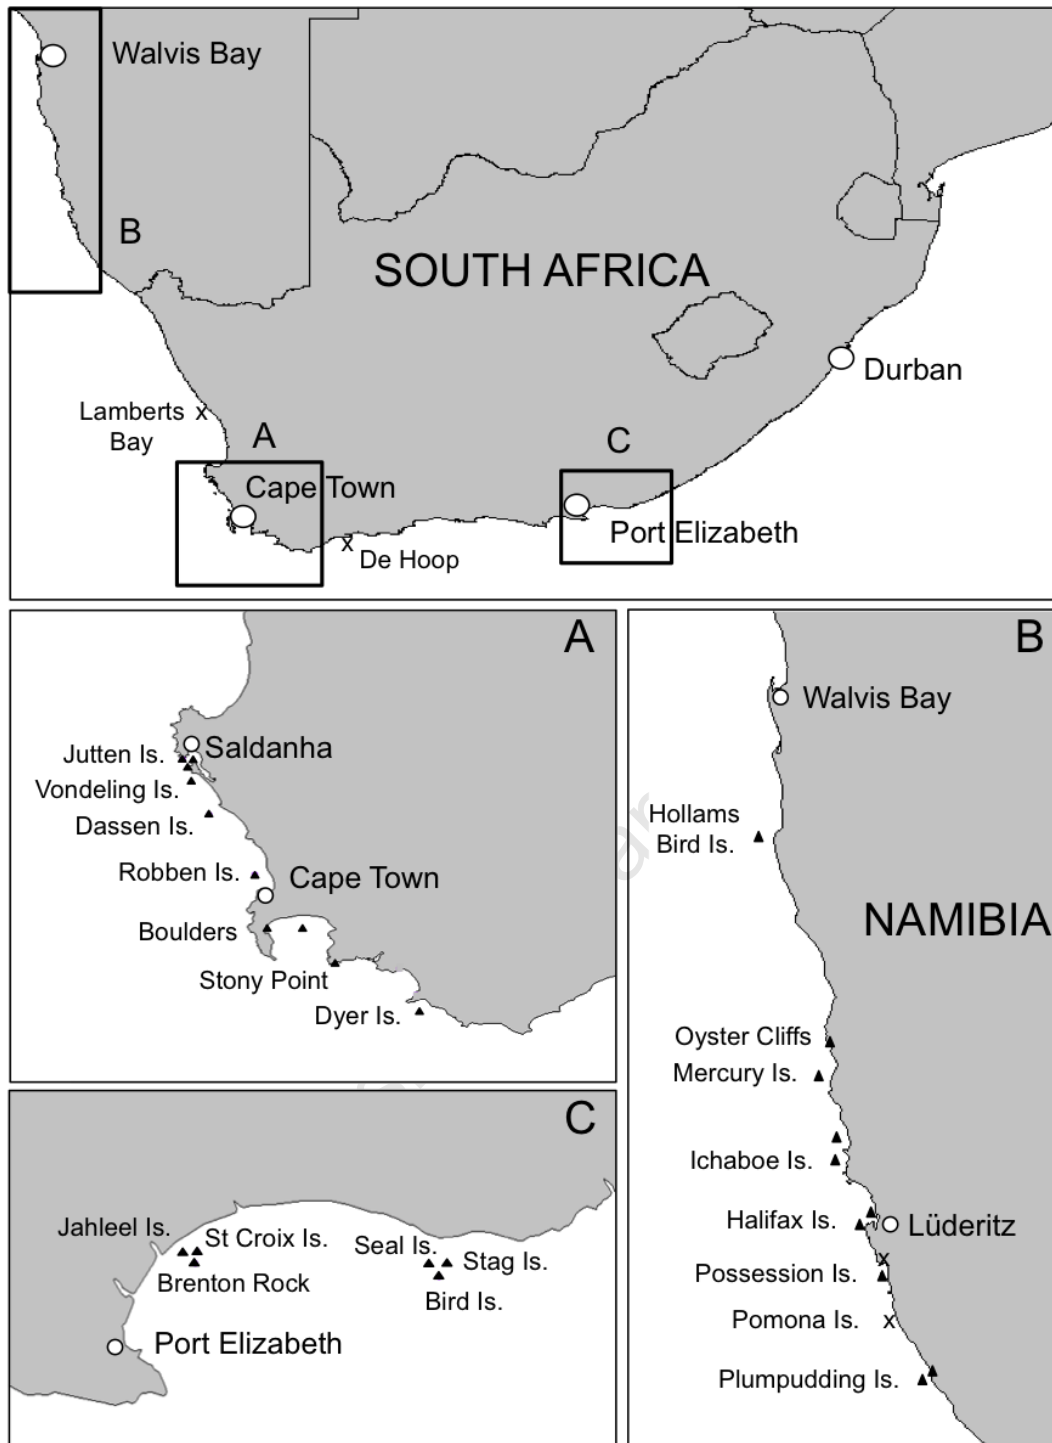 Walvis Bay
B
SOUTH AFRICA
Durban
Lamberts
Bay
x
A
C
Cape Town
Port Elizabeth
x
De Hoop
A
Saldanha
Jutten Is.
Vondeling Is.
Dassen Is.
Robben Is.
Cape Town
Boulders
Stony Point
Dyer Is.
B
Walvis Bay
Hollams
Bird Is.
NAMIBIA
Oyster Cliffs
Mercury Is.
Ichaboe Is.
Halifax Is.
Lüderitz
x
Possession Is.
Pomona Is. x
Plumpudding Is.
C
Jahleel Is.
St Croix Is.
Brenton Rock
Seal Is.
Stag Is.
Bird Is.
Port Elizabeth